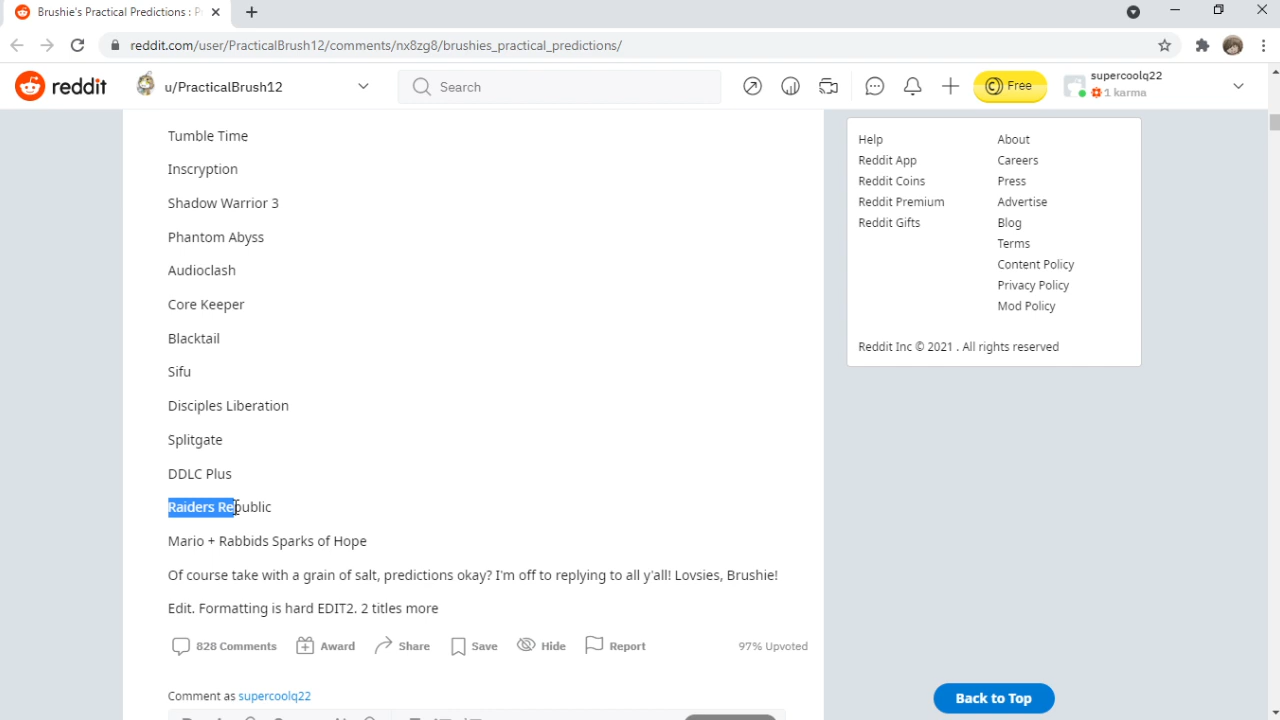 Brushie's Practical Predictions : P
reddit.com/user/PracticalBrush12/comments/nx8zg8/brushies_practical_predictions/
reddit
u/PracticalBrush12
Search
Free
supercoolq22
1 karma
Tumble Time
Inscryption
Shadow Warrior 3
Phantom Abyss
Audioclash
Core Keeper
Blacktail
Sifu
Disciples Liberation
Splitgate
DDLC Plus
Raiders Republic
Mario + Rabbids Sparks of Hope
Of course take with a grain of salt, predictions okay? I'm off to replying to all y'all! Lovsies, Brushie!
Edit. Formatting is hard EDIT2. 2 titles more
828 Comments Award Share Save Hide Report 97% Upvoted
Comment as supercoolq22
Help About
Reddit App Careers
Reddit Coins Press
Reddit Premium Advertise
Reddit Gifts Blog
Terms
Content Policy
Privacy Policy
Mod Policy
Reddit Inc © 2021 . All rights reserved
Back to Top